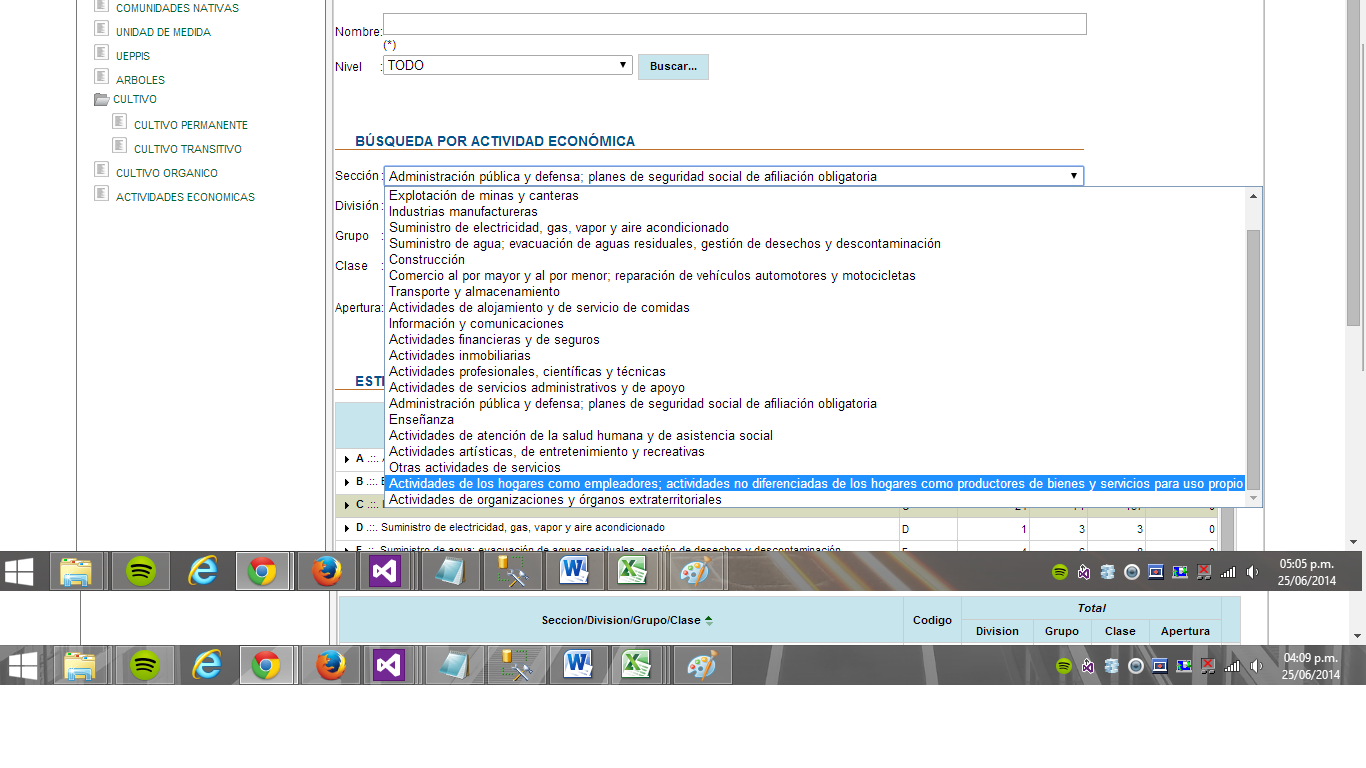 COMUNIDADES NATIVAS
UNIDAD DE MEDIDA
UEPPIS
ARBOLES
CULTIVO
CULTIVO PERMANENTE
CULTIVO TRANSITIVO
CULTIVO ORGANICO
ACTIVIDADES ECONOMICAS
Nombre:
(*)
Nivel : TODO Buscar...
BÚSQUEDA POR ACTIVIDAD ECONÓMICA
Sección : Administración pública y defensa; planes de seguridad social de afiliación obligatoria
División :
Grupo :
Clase :
Apertura:
Explotación de minas y canteras
Industrias manufactureras
Suministro de electricidad, gas, vapor y aire acondicionado
Suministro de agua; evacuación de aguas residuales, gestión de desechos y descontaminación
Construcción
Comercio al por mayor y al por menor; reparación de vehículos automotores y motocicletas
Transporte y almacenamiento
Actividades de alojamiento y de servicio de comidas
Información y comunicaciones
Actividades financieras y de seguros
Actividades inmobiliarias
Actividades profesionales, científicas y técnicas
Actividades de servicios administrativos y de apoyo
Administración pública y defensa; planes de seguridad social de afiliación obligatoria
Enseñanza
Actividades de atención de la salud humana y de asistencia social
Actividades artísticas, de entretenimiento y recreativas
Otras actividades de servicios
Actividades de los hogares como empleadores; actividades no diferenciadas de los hogares como productores de bienes y servicios para uso propio
Actividades de organizaciones y órganos extraterritoriales
A .::.
B .::.
C .::.
D .::. Suministro de electricidad, gas, vapor y aire acondicionado D 1 3 3 0
E .::. Suministro de agua; evacuación de aguas residuales, gestión de desechos y descontaminación
05:05 p.m.
25/06/2014
Seccion/Division/Grupo/Clase Codigo Total
Division Grupo Clase Apertura
04:09 p.m.
25/06/2014